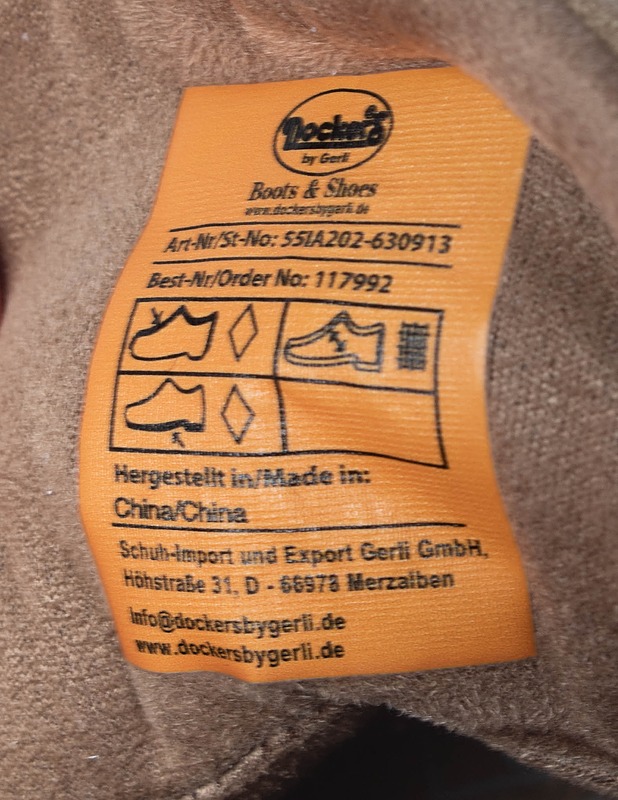 Dockers
by Gerli
Boots & Shoes
www.dockersbygerli.de
Art-Nr/St-No: 55IA202-630913
Best-Nr/Order No: 117992
Hergestellt in/Made in:
China/China
Schuh-Import und Export Gerli GmbH,
Höhstraße 31, D - 66978 Merzalben
Info@dockersbygerli.de
www.dockersbygerli.de